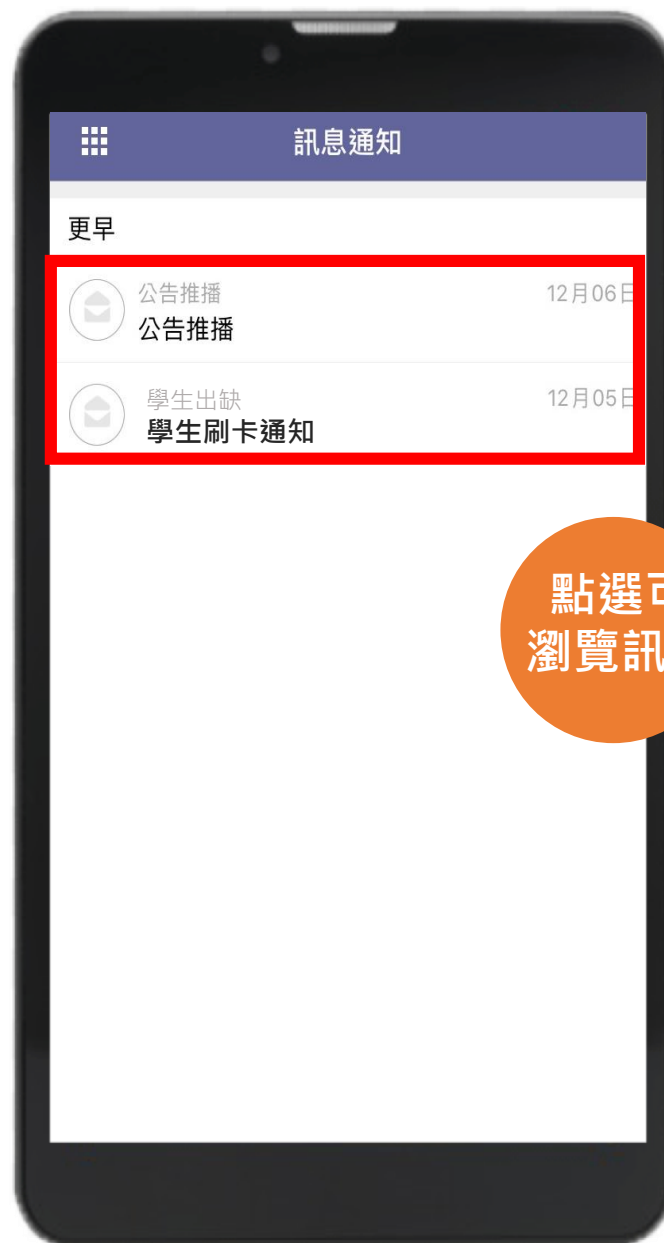 訊息通知
更早
公告推播 12月06日
公告推播
學生出缺 12月05日
學生刷卡通知
點選可
瀏覽訊